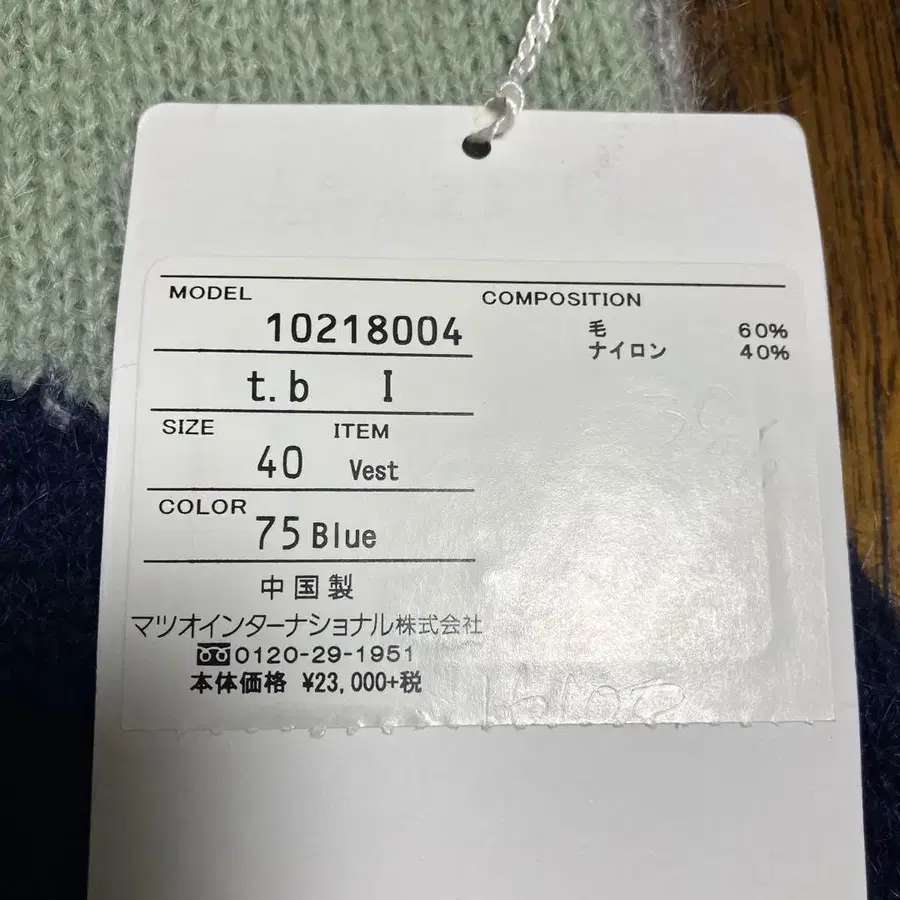 MODEL
10218004
t.b I
SIZE ITEM
40 Vest
COLOR
75 Blue
中国製
マツオインターナショナル株式会社
0120-29-1951
本体価格 ¥23,000+税
COMPOSITION
毛 60%
ナイロン 40%